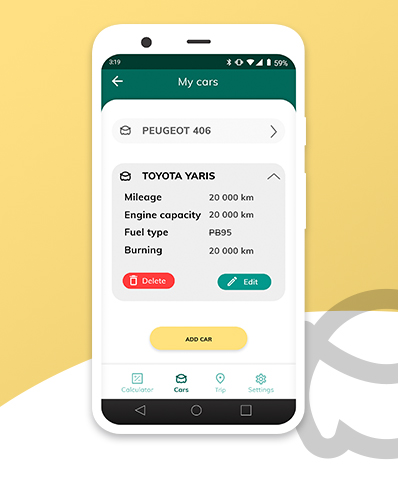 3:19 59%
My cars
PEUGEOT 406
TOYOTA YARIS
Mileage 20 000 km
Engine capacity 20 000 km
Fuel type PB95
Burning 20 000 km
Delete Edit
ADD CAR
Calculator Cars Trip Settings